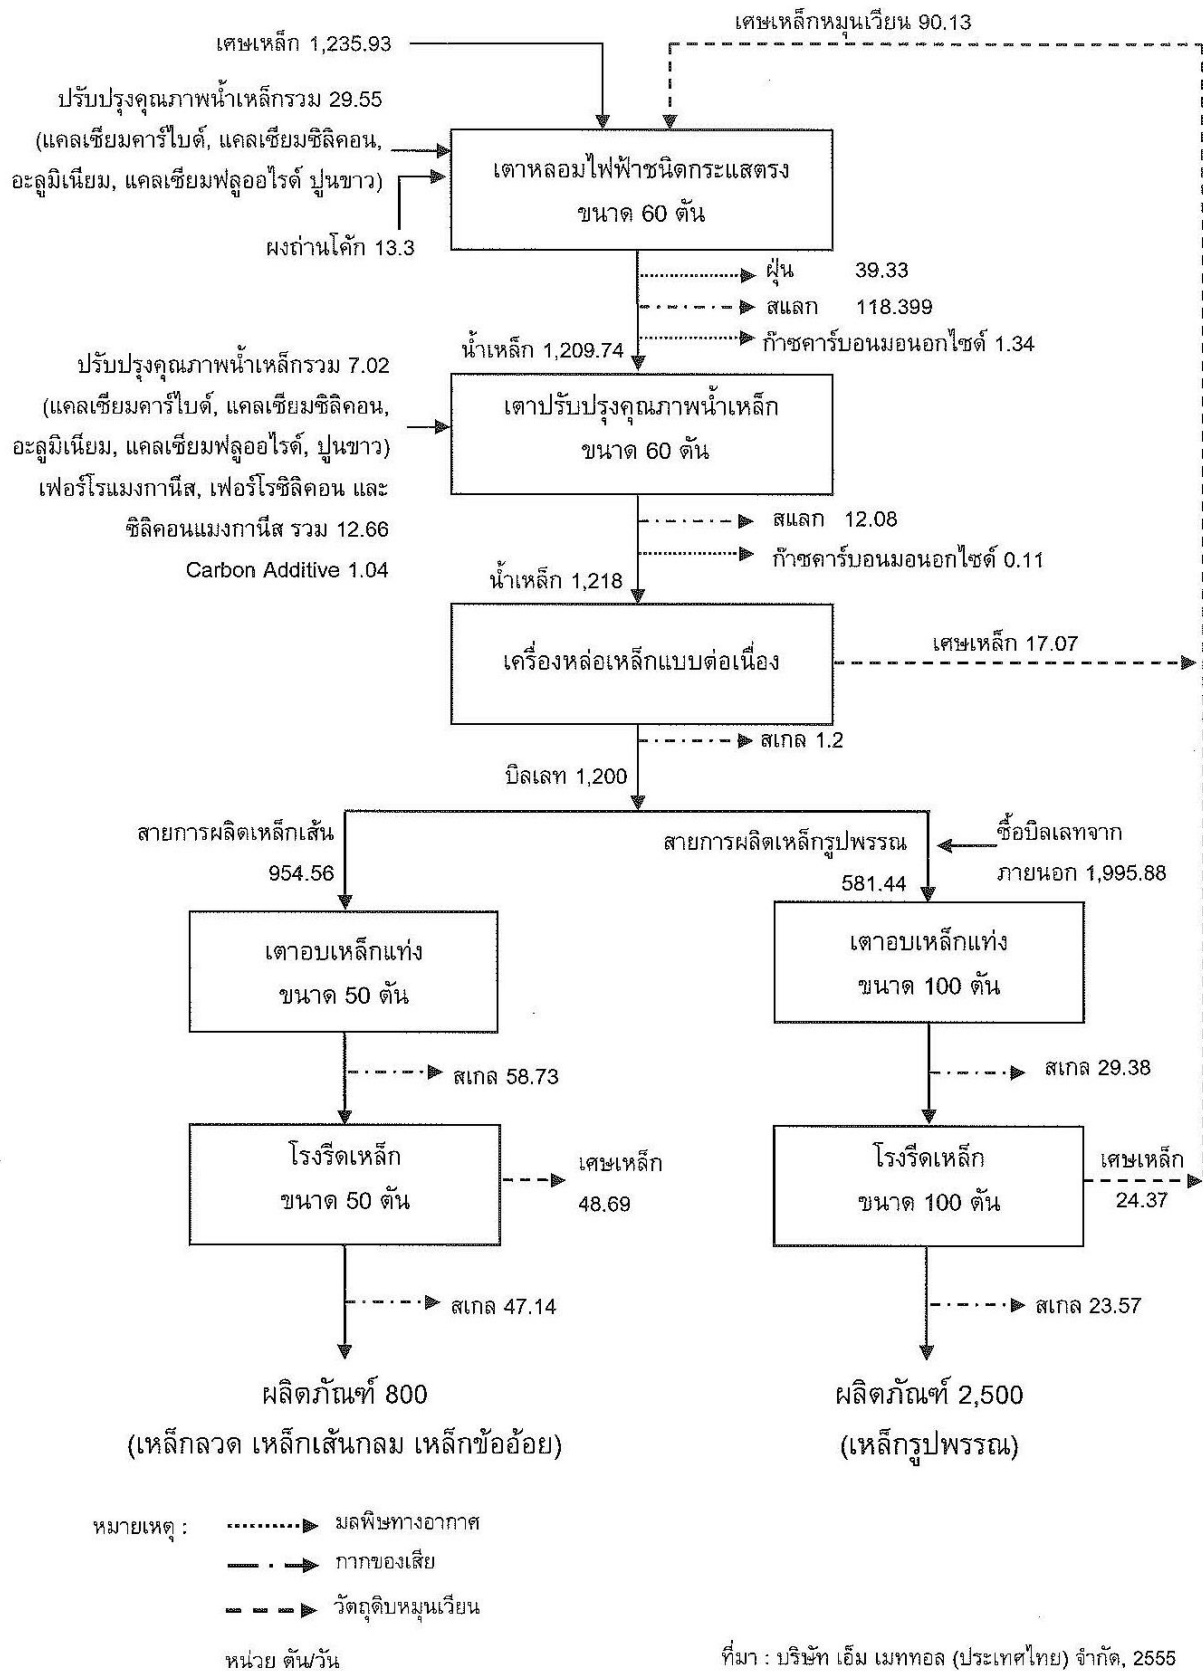 เศษเหล็กหมุนเวียน 90.13
เศษเหล็ก 1,235.93
ปรับปรุงคุณภาพน้ำเหล็กรวม 29.55
(แคลเซียมคาร์ไบด์, แคลเซียมซิลิคอน,
อะลูมิเนียม, แคลเซียมฟลูออไรด์ ปูนขาว)
ผงถ่านโค้ก 13.3
เตาหลอมไฟฟ้าชนิดกระแสตรง
ขนาด 60 ตัน
ฝุ่น 39.33
สแลก 118.399
ก๊าซคาร์บอนมอนอกไซด์ 1.34
น้ำเหล็ก 1,209.74
ปรับปรุงคุณภาพน้ำเหล็กรวม 7.02
(แคลเซียมคาร์ไบด์, แคลเซียมซิลิคอน,
อะลูมิเนียม, แคลเซียมฟลูออไรด์, ปูนขาว)
เฟอร์โรแมงกานีส, เฟอร์โรซิลิคอน และ
ซิลิคอนแมงกานีส รวม 12.66
Carbon Additive 1.04
เตาปรับปรุงคุณภาพน้ำเหล็ก
ขนาด 60 ตัน
สแลก 12.08
ก๊าซคาร์บอนมอนอกไซด์ 0.11
น้ำเหล็ก 1,218
เครื่องหล่อเหล็กแบบต่อเนื่อง
เศษเหล็ก 17.07
สเกล 1.2
บิลเลท 1,200
สายการผลิตเหล็กเส้น
954.56
สายการผลิตเหล็กรูปพรรณ
581.44
ซื้อบิลเลทจาก
ภายนอก 1,995.88
เตาอบเหล็กแท่ง
ขนาด 50 ตัน
เตาอบเหล็กแท่ง
ขนาด 100 ตัน
สเกล 58.73
สเกล 29.38
โรงรีดเหล็ก
ขนาด 50 ตัน
เศษเหล็ก
48.69
โรงรีดเหล็ก
ขนาด 100 ตัน
เศษเหล็ก
24.37
สเกล 47.14
สเกล 23.57
ผลิตภัณฑ์ 800
(เหล็กลวด เหล็กเส้นกลม เหล็กข้ออ้อย)
ผลิตภัณฑ์ 2,500
(เหล็กรูปพรรณ)
หมายเหตุ :
มลพิษทางอากาศ
กากของเสีย
วัตถุดิบหมุนเวียน
หน่วย ตัน/วัน
ที่มา : บริษัท เอ็ม เมททอล (ประเทศไทย) จำกัด, 2555